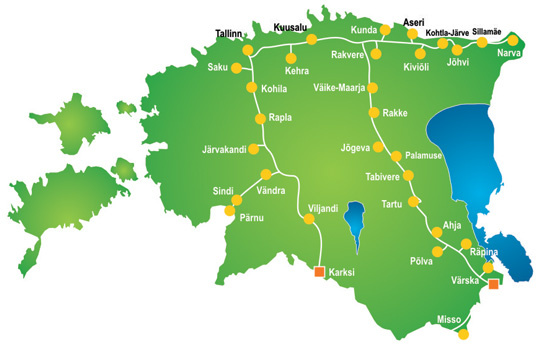 Kunda
Aseri
Kuusalu
Tallinn
Kohtla-Järve
Sillamäe
Rakvere
Kiviõli
Jõhvi
Narva
Saku
Kehra
Kohila
Väike-Maarja
Rapla
Rakke
Järvakandi
Jõgeva
Palamuse
Tabivere
Sindi
Vändra
Tartu
Pärnu
Viljandi
Ahja
Räpina
Põlva
Karksi
Värska
Misso